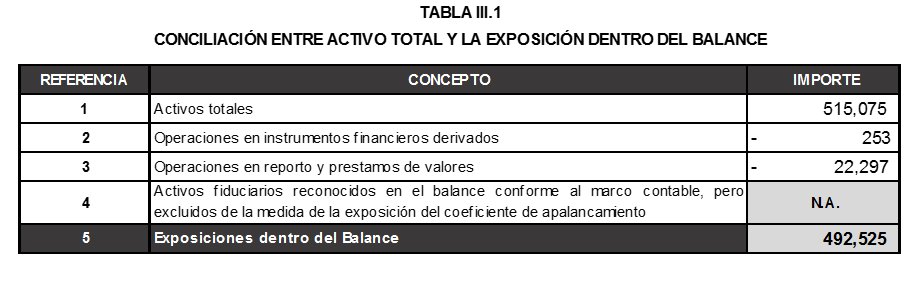 TABLA III.1
CONCILIACIÓN ENTRE ACTIVO TOTAL Y LA EXPOSICIÓN DENTRO DEL BALANCE
REFERENCIA CONCEPTO IMPORTE
1 Activos totales 515,075
2 Operaciones en instrumentos financieros derivados - 253
3 Operaciones en reporto y prestamos de valores - 22,297
4 Activos fiduciarios reconocidos en el balance conforme al marco contable, pero
excluidos de la medida de la exposición del coeficiente de apalancamiento N.A.
5 Exposiciones dentro del Balance 492,525